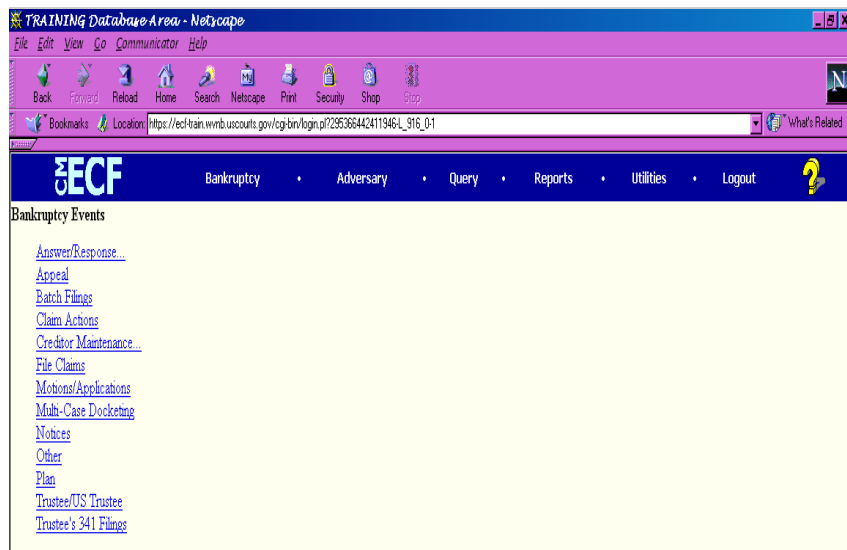 TRAINING Database Area - Netscape
File Edit View Go Communicator Help
Back Forward Reload Home Search Netscape Print Security Shop Stop
My
N
Bookmarks Location: https://ecf-train.wvnb.uscourts.gov/cgi-bin/login.pl?295366442411946-L_916_0-1 What's Related
CM ECF Bankruptcy • Adversary • Query • Reports • Utilities • Logout ?
Bankruptcy Events
Answer/Response...
Appeal
Batch Filings
Claim Actions
Creditor Maintenance...
File Claims
Motions/Applications
Multi-Case Docketing
Notices
Other
Plan
Trustee/US Trustee
Trustee's 341 Filings